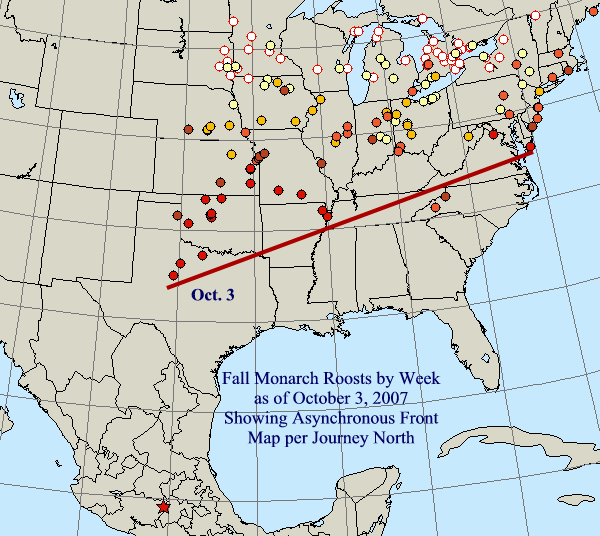 Oct. 3
Fall Monarch Roosts by Week
as of October 3, 2007
Showing Asynchronous Front
Map per Journey North